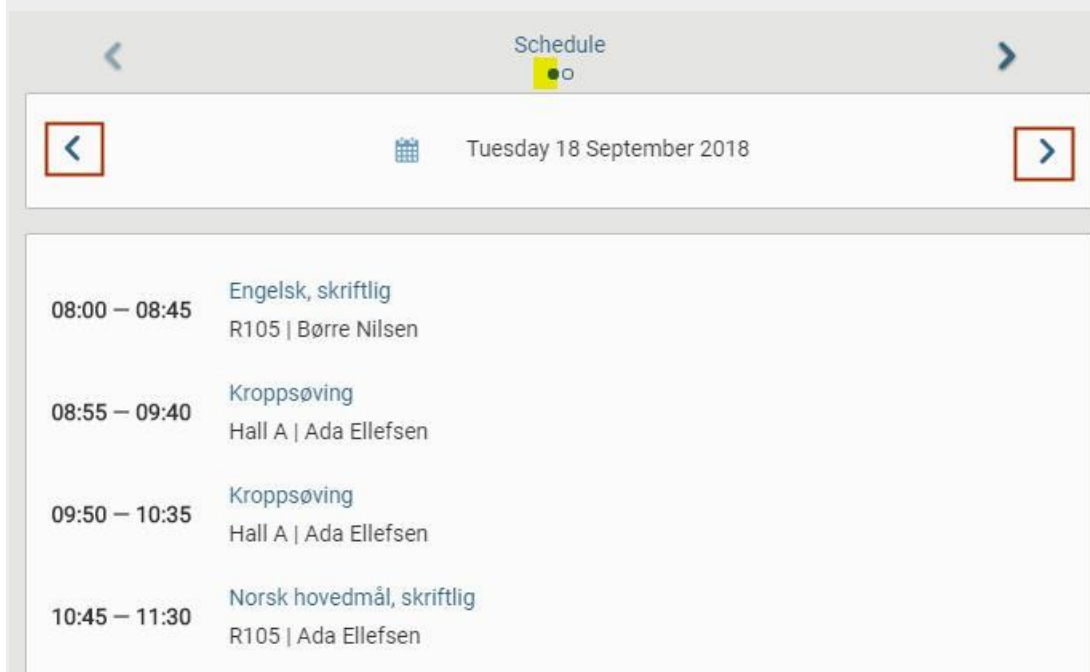 Schedule
Tuesday 18 September 2018
08:00 — 08:45
Engelsk, skriftlig
R105 | Børre Nilsen
08:55 — 09:40
Kroppsøving
Hall A | Ada Ellefsen
09:50 — 10:35
Kroppsøving
Hall A | Ada Ellefsen
10:45 — 11:30
Norsk hovedmål, skriftlig
R105 | Ada Ellefsen